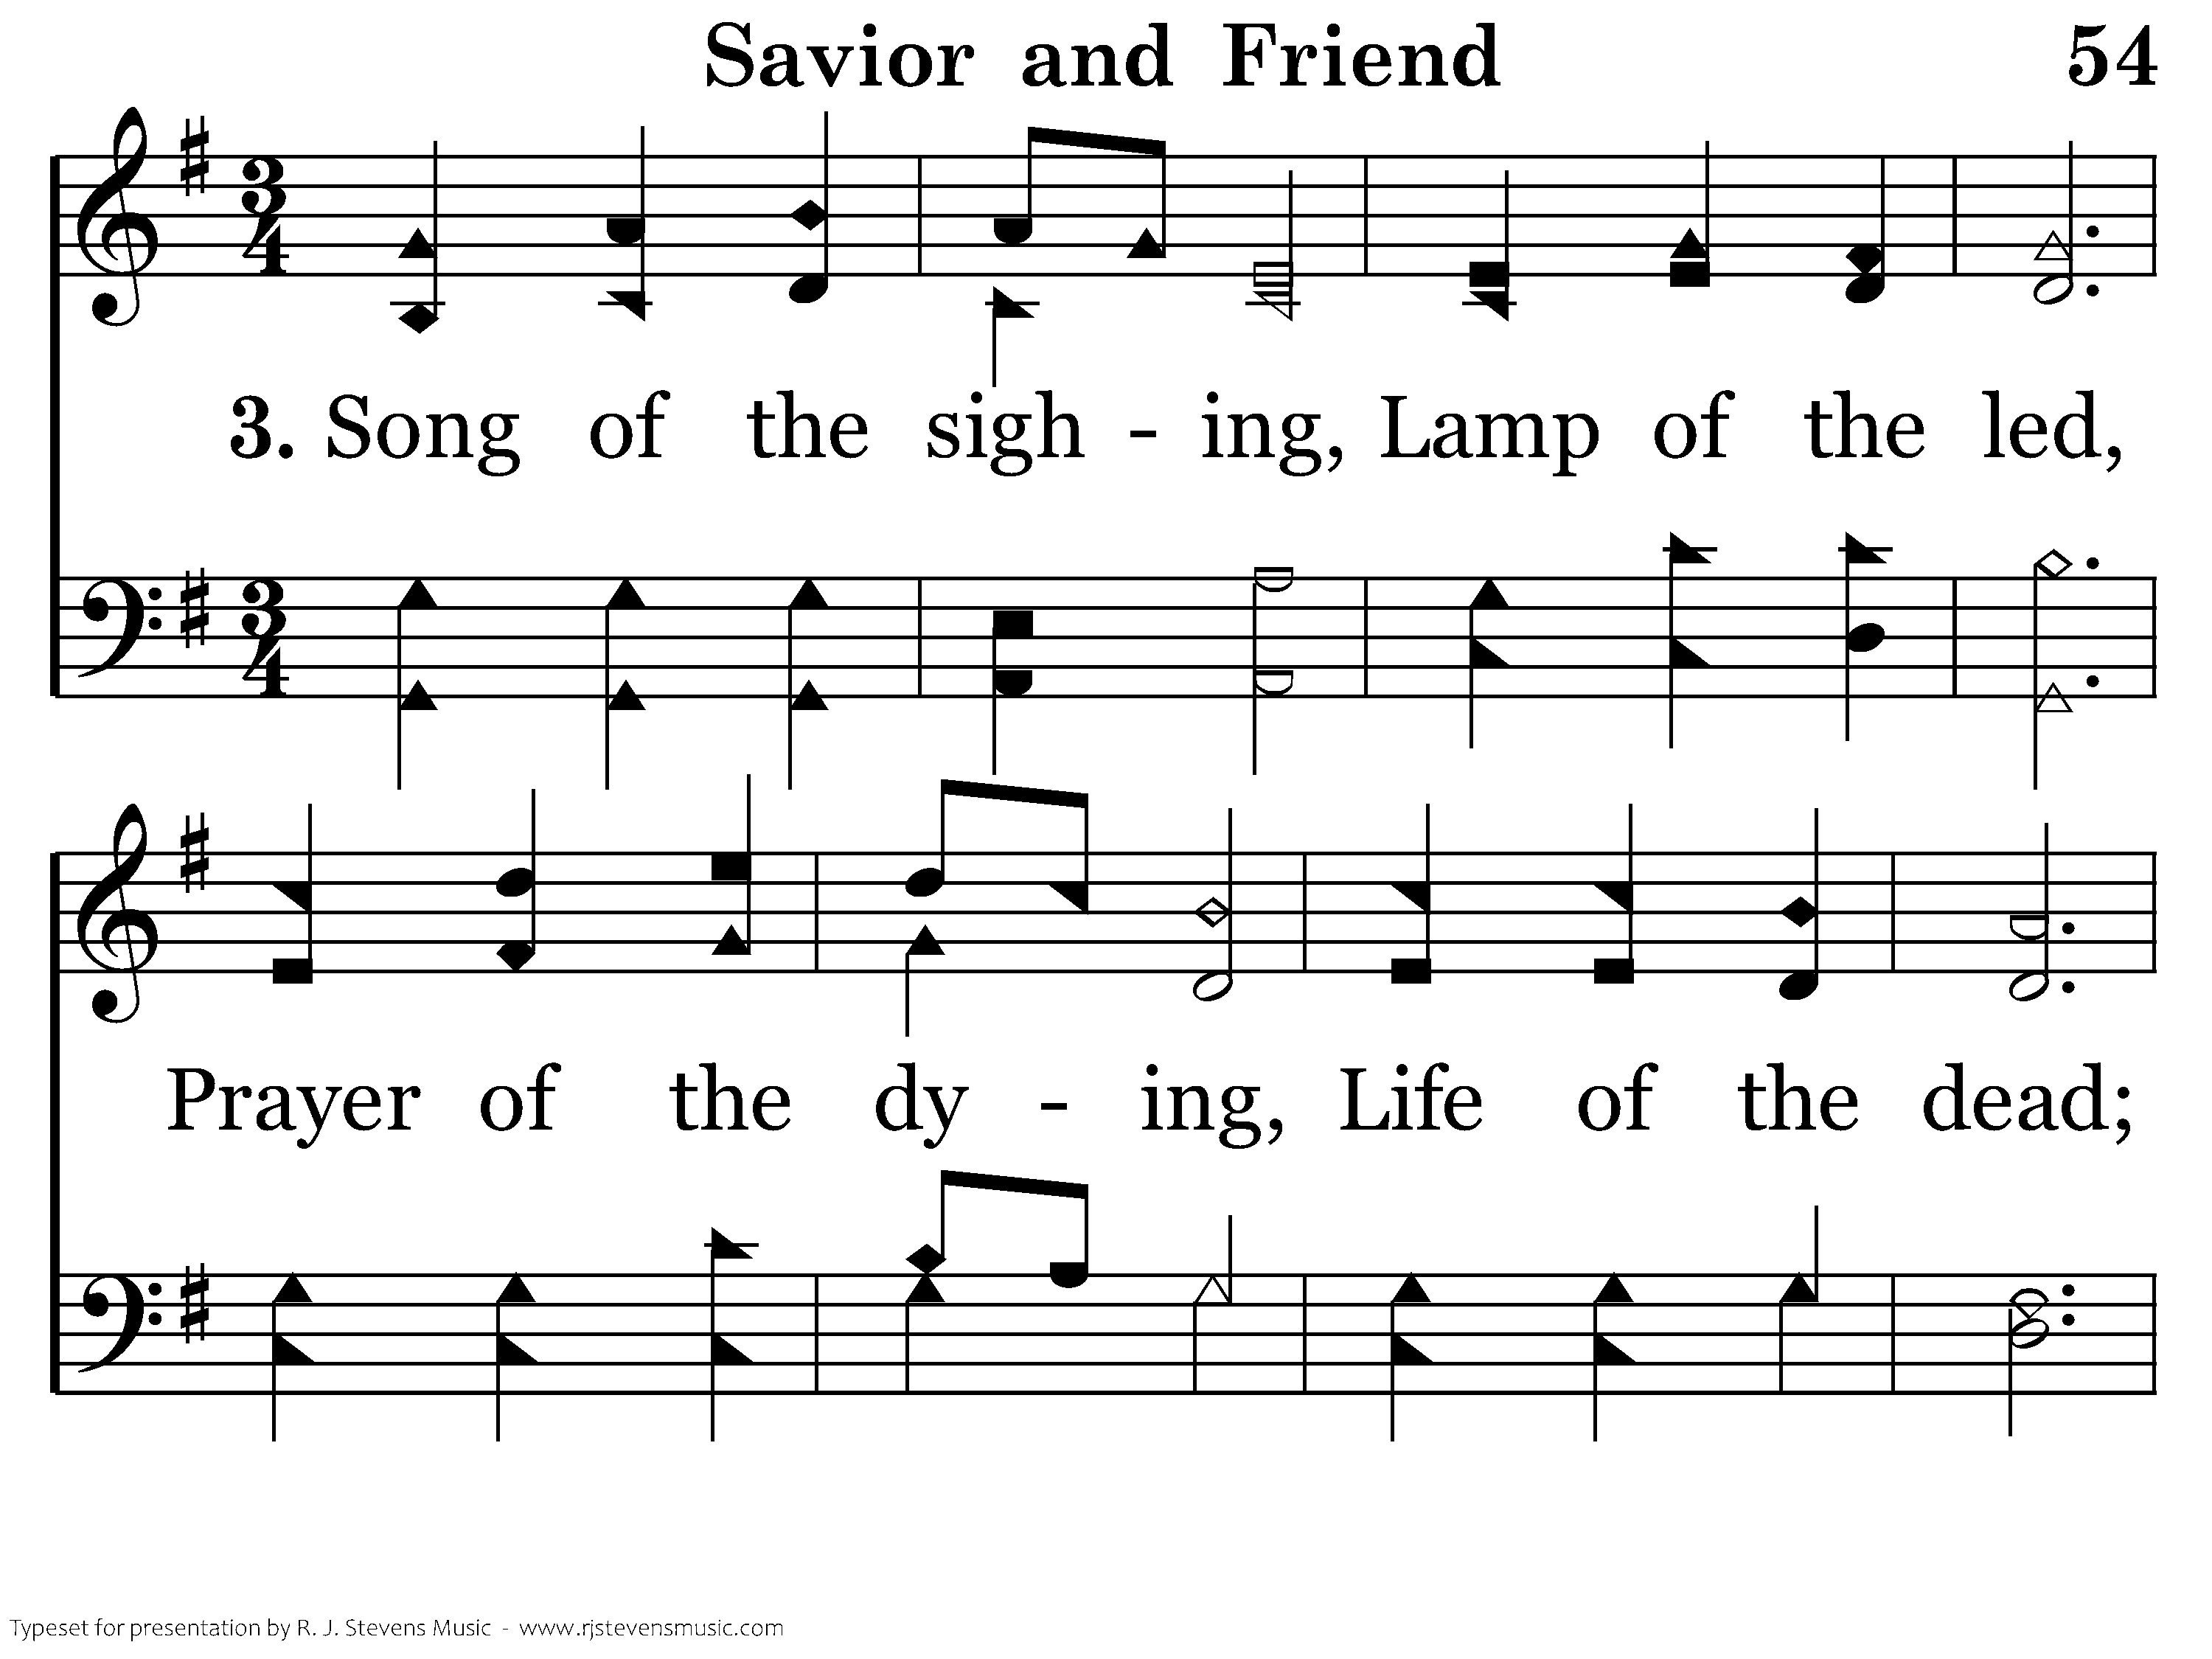 Savior and Friend 54
3. Song of the sigh - ing, Lamp of the led,
Prayer of the dy - ing, Life of the dead;
Typeset for presentation by R. J. Stevens Music - www.rjstevensmusic.com